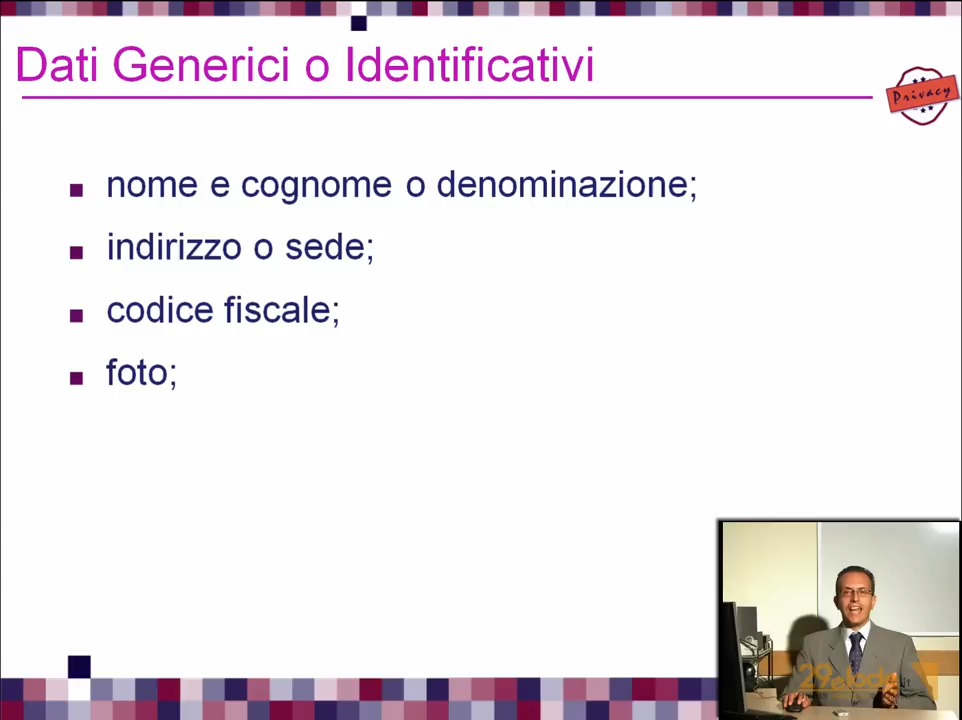 Dati Generici o Identificativi
Privacy
nome e cognome o denominazione;
indirizzo o sede;
codice fiscale;
foto;